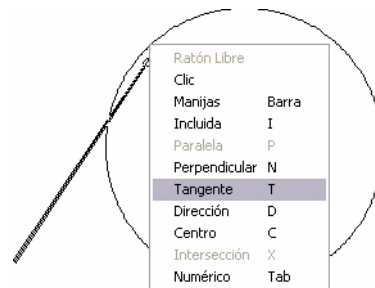 Ratón Libre
Clic
Manijas Barra
Incluida I
Paralela P
Perpendicular N
Tangente T
Dirección D
Centro C
Intersección X
Numérico Tab